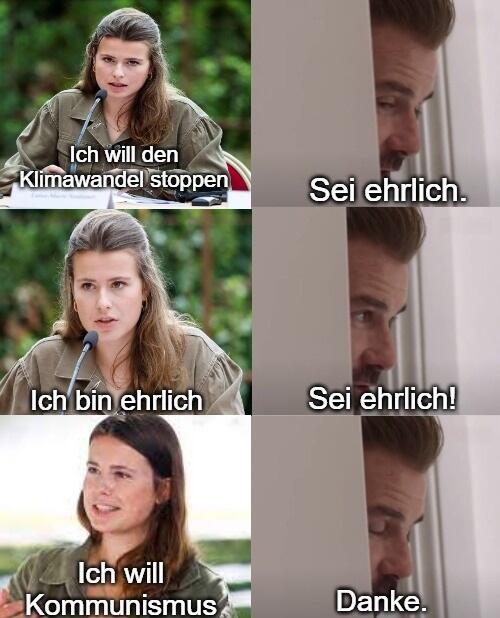 Ich will den
Klimawandel stoppen
Sei ehrlich.
Ich bin ehrlich
Sei ehrlich!
Ich will
Kommunismus
Danke.